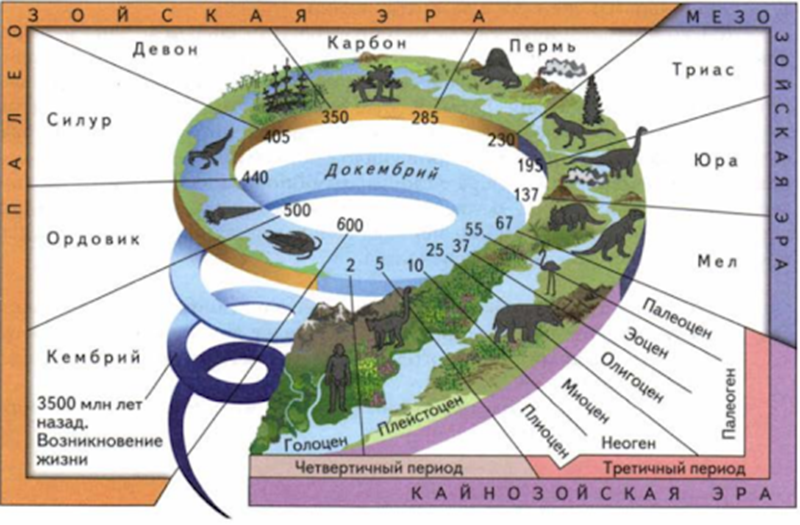 ПАЛЕОЗОЙСКАЯ ЭРА
МЕЗОЗОЙСКАЯ ЭРА
Девон
Карбон
Пермь
Триас
Силур
350
285
405
230
195
Юра
440
Докембрий
137
500
600
67
55
37
25
Ордовик
2
5
10
Мел
Палеоцен
Эоцен
Олигоцен
Миоцен
Плиоцен
Палеоген
Неоген
Кембрий
3500 млн лет
назад.
Возникновение
жизни
Плейстоцен
Голоцен
Четвертичный период
Третичный период
КАЙНОЗОЙСКАЯ ЭРА